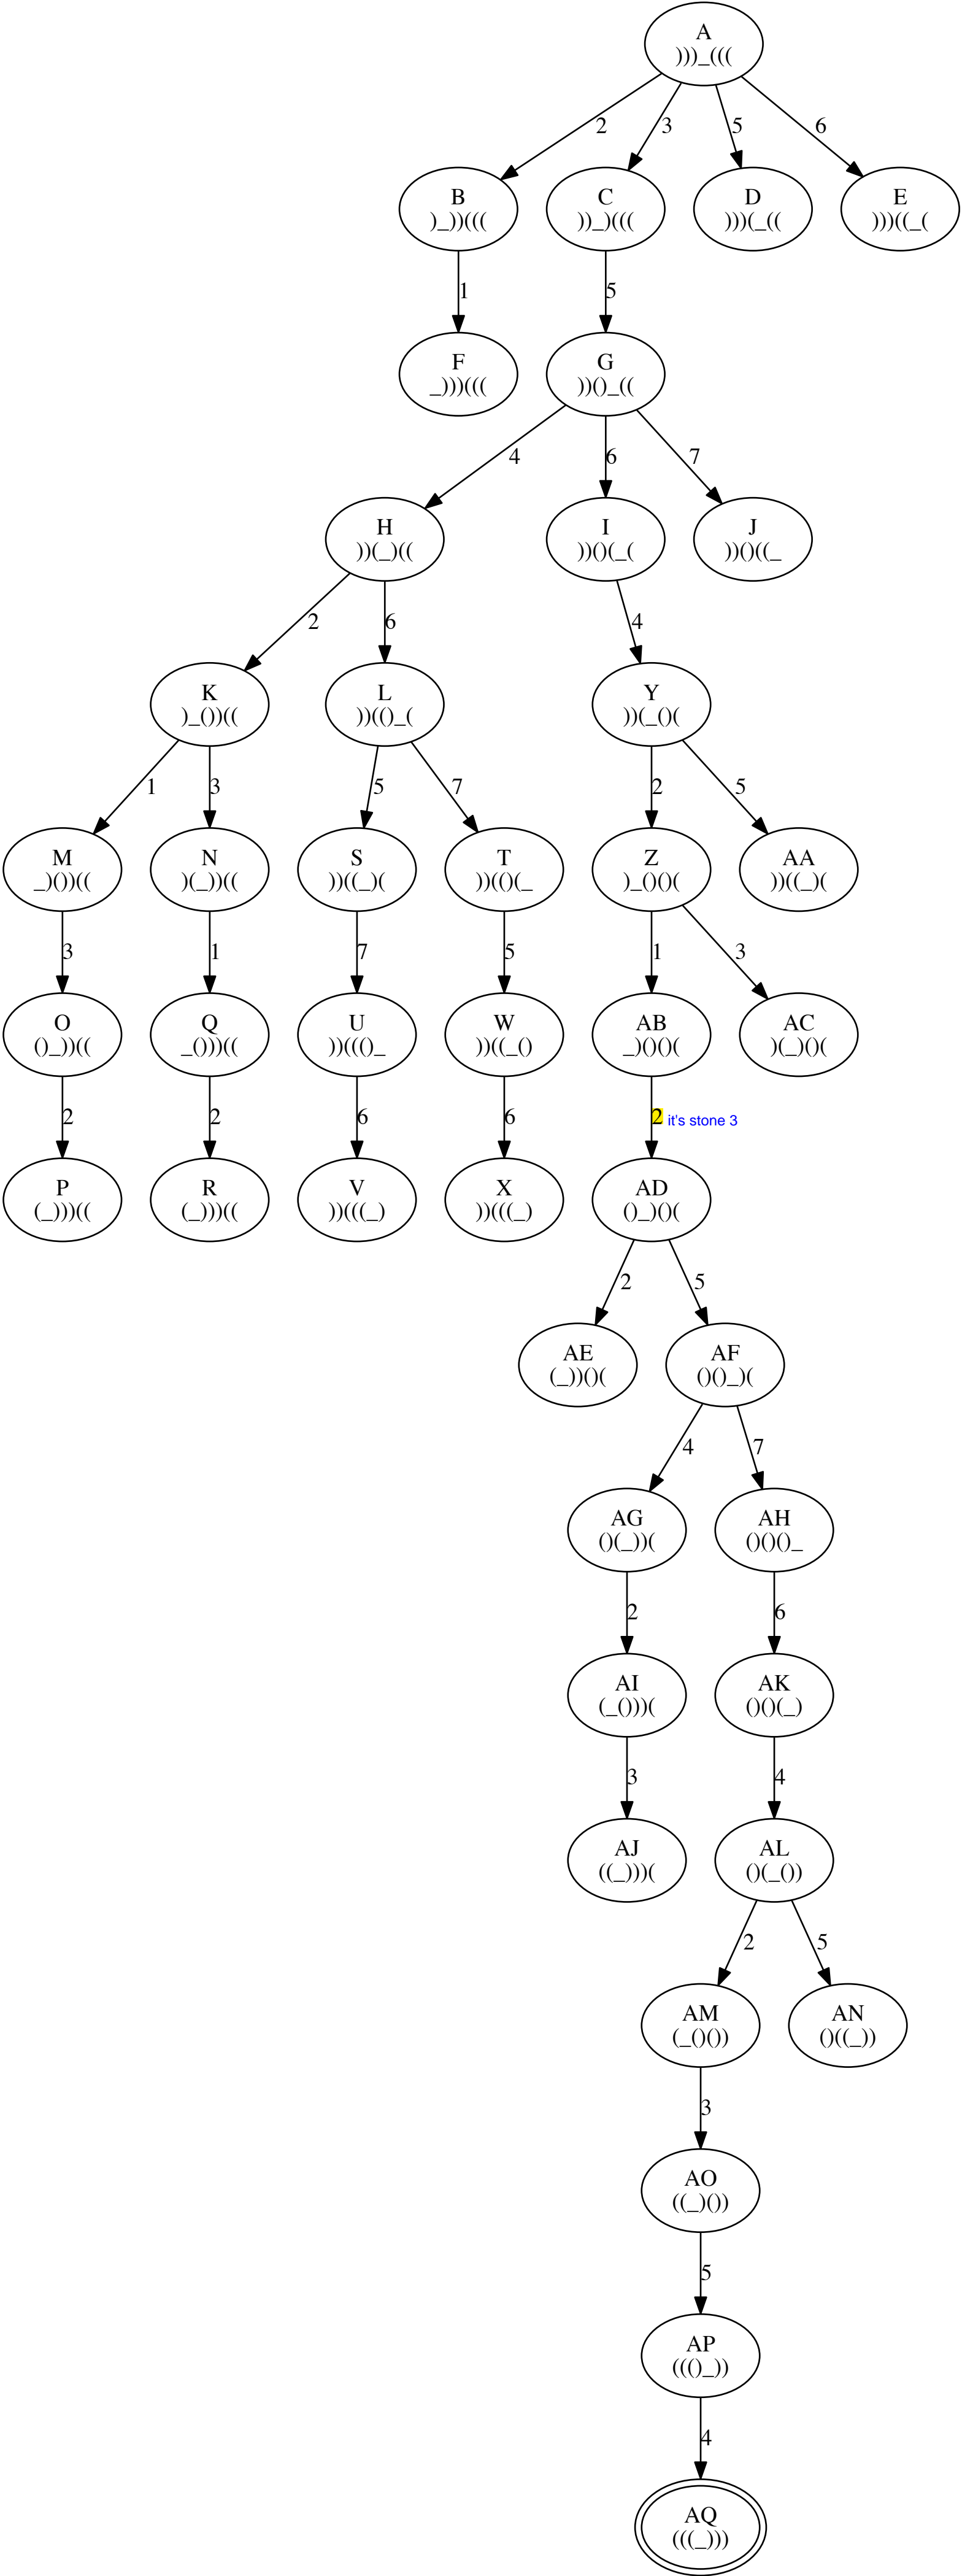 A
)))_(((
2
3
5
6
B
)_))(((
C
))_)(((
D
)))(_((
E
)))((_(
1
5
F
_)))(((
G
))()_((
4
6
7
H
))(_)((
I
))()(_(
J
))()((_
2
6
4
K
)_())((
L
))(()_(
Y
))(_()(
1
3
5
7
2
5
M
_)())((
N
)(_))((
S
))((_)(
T
))(()(_
Z
)_()()(
AA
))((_)(
3
1
7
5
1
3
O
()_))((
Q
_()))((
U
))((()_
W
))((_()
AB
_)()()(
AC
)(_)()(
2
2
6
6
2 it's stone 3
P
(_)))((
R
(_)))((
V
))(((_)
X
))(((_)
AD
()_)()(
2
5
AE
(_))()(
AF
()()_)(
4
7
AG
()(_))(
AH
()()()_
2
6
AI
(_()))(
AK
()()(_)
3
4
AJ
((_)))(
AL
()(_())
2
5
AM
(_()())
AN
()((_))
3
AO
((_)())
5
AP
((()_))
4
AQ
(((_)))